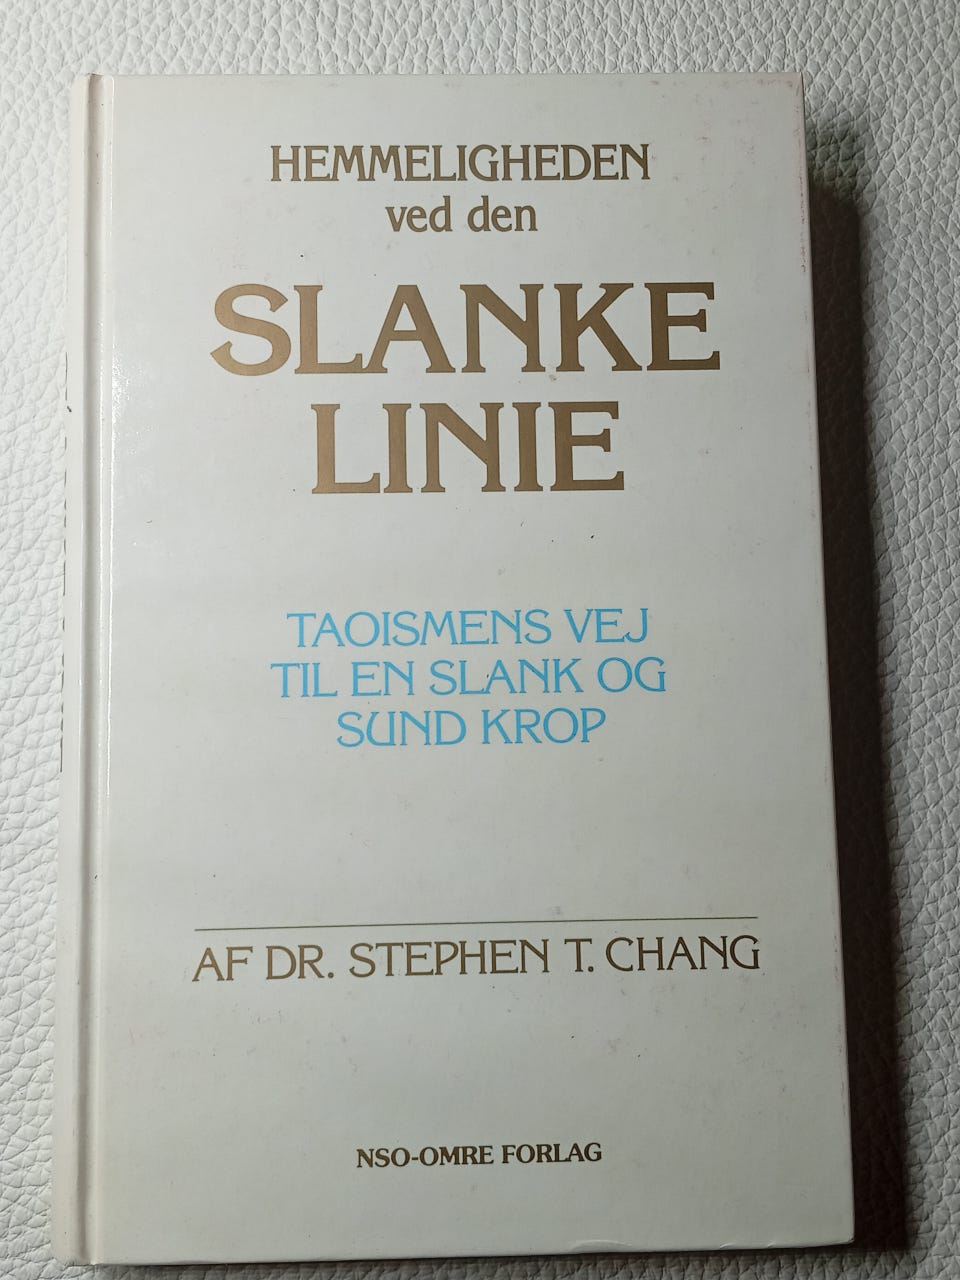 HEMMELIGHEDEN
ved den
SLANKE
LINIE
TAOISMENS VEJ
TIL EN SLANK OG
SUND KROP
AF DR. STEPHEN T. CHANG
NSO-OMRE FORLAG